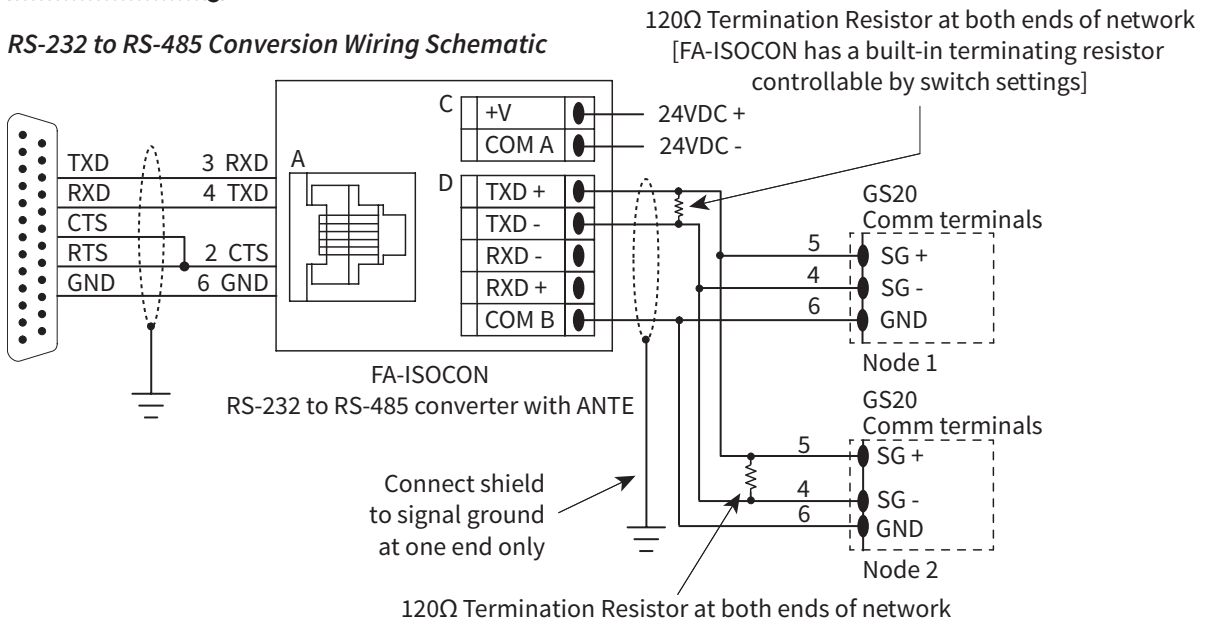 RS-232 to RS-485 Conversion Wiring Schematic
120Ω Termination Resistor at both ends of network
[FA-ISOCON has a built-in terminating resistor
controllable by switch settings]
TXD
RXD
CTS
RTS
GND
3 RXD
4 TXD
2 CTS
6 GND
A
C
+V
COM A
24VDC +
24VDC -
D
TXD +
TXD -
RXD -
RXD +
COM B
FA-ISOCON
RS-232 to RS-485 converter with ANTE
GS20
Comm terminals
5 SG +
4 SG -
6 GND
Node 1
GS20
Comm terminals
5 SG +
4 SG -
6 GND
Node 2
Connect shield
to signal ground
at one end only
120Ω Termination Resistor at both ends of network